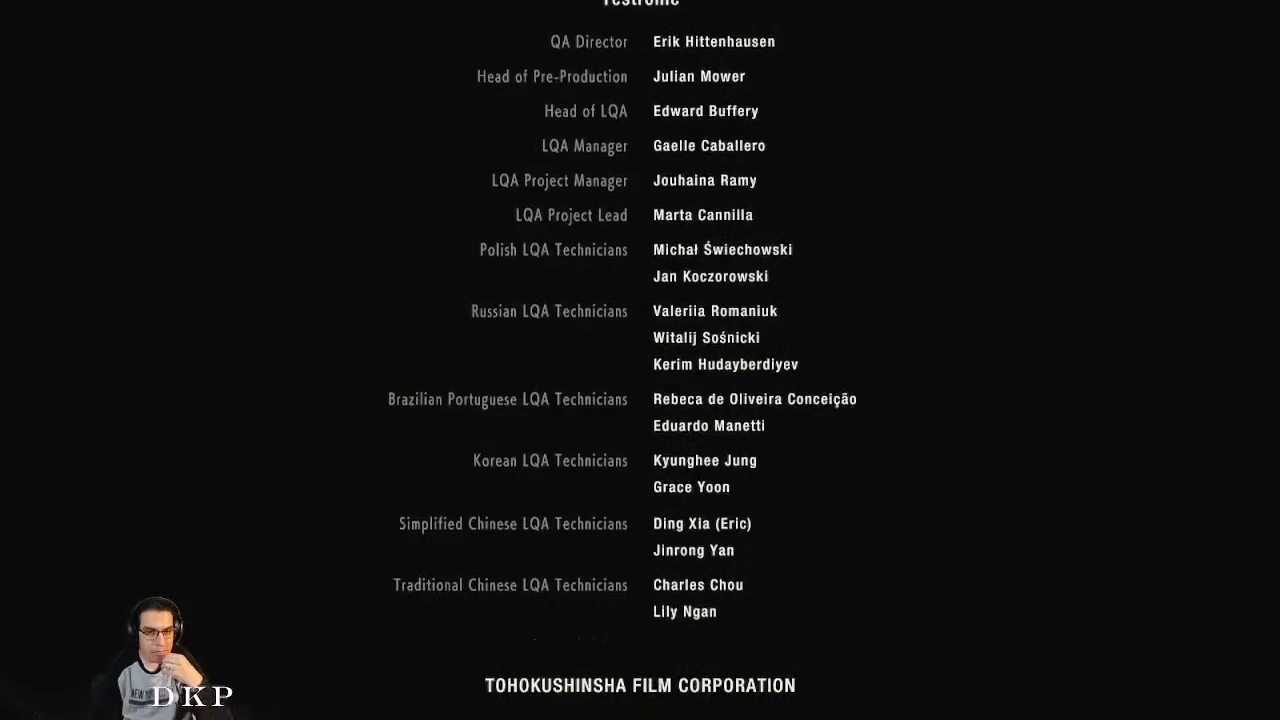 Testronic
QA Director Erik Hittenhausen
Head of Pre-Production Julian Mower
Head of LQA Edward Buffery
LQA Manager Gaelle Caballero
LQA Project Manager Jouhaina Ramy
LQA Project Lead Marta Cannilla
Polish LQA Technicians Michał Świechowski
Jan Koczorowski
Russian LQA Technicians Valeriia Romaniuk
Witalij Sośnicki
Kerim Hudayberdiyev
Brazilian Portuguese LQA Technicians Rebeca de Oliveira Conceição
Eduardo Manetti
Korean LQA Technicians Kyunghee Jung
Grace Yoon
Simplified Chinese LQA Technicians Ding Xia (Eric)
Jinrong Yan
Traditional Chinese LQA Technicians Charles Chou
Lily Ngan
NEW
DKP
TOHOKUSHINSHA FILM CORPORATION